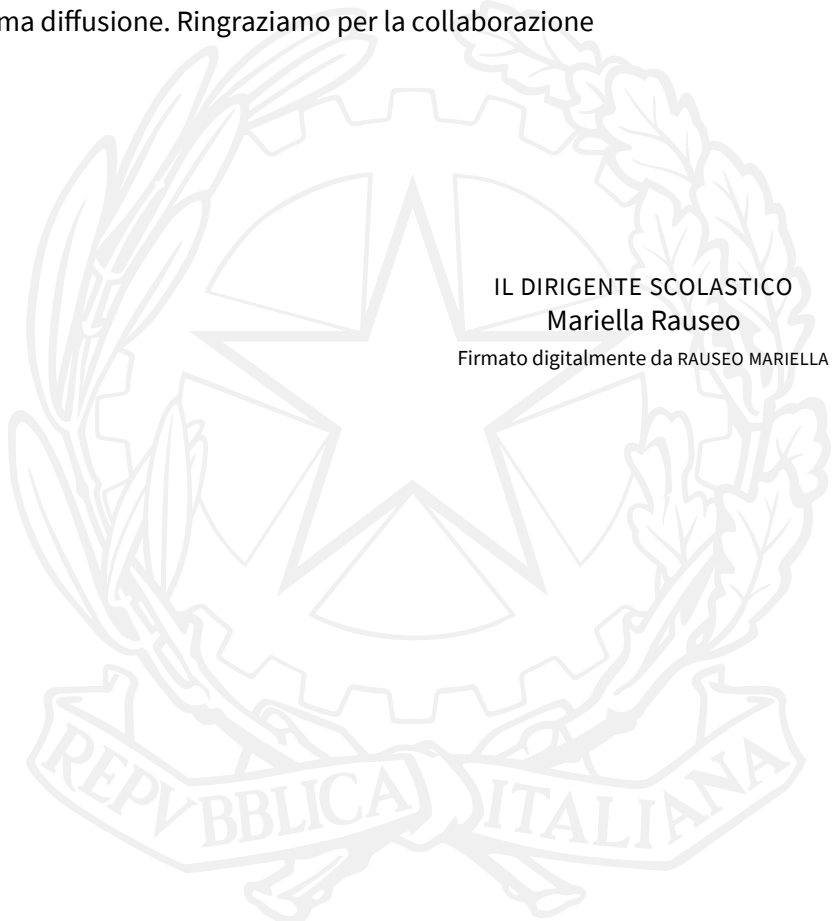 ma diffusione. Ringraziamo per la collaborazione
IL DIRIGENTE SCOLASTICO
Mariella Rauseo
Firmato digitalmente da RAUSEO MARIELLA
REPVBBLICA ITALIANA